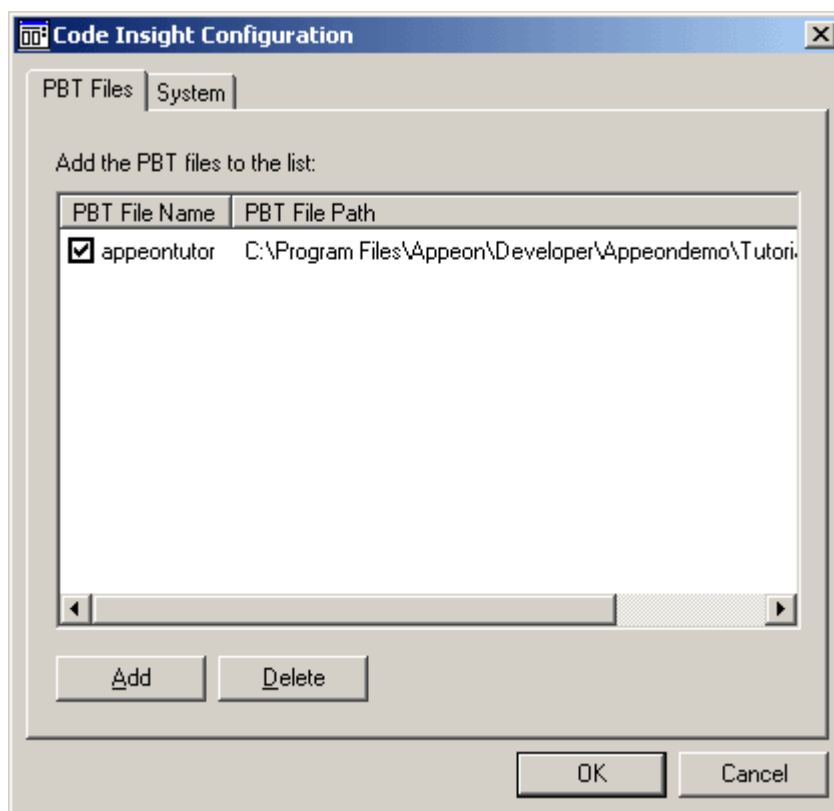 Code Insight Configuration
PBT Files
System
Add the PBT files to the list:
PBT File Name PBT File Path
appeontutor C:\Program Files\Appeon\Developer\Appeondemo\Tutori
Add Delete
OK Cancel